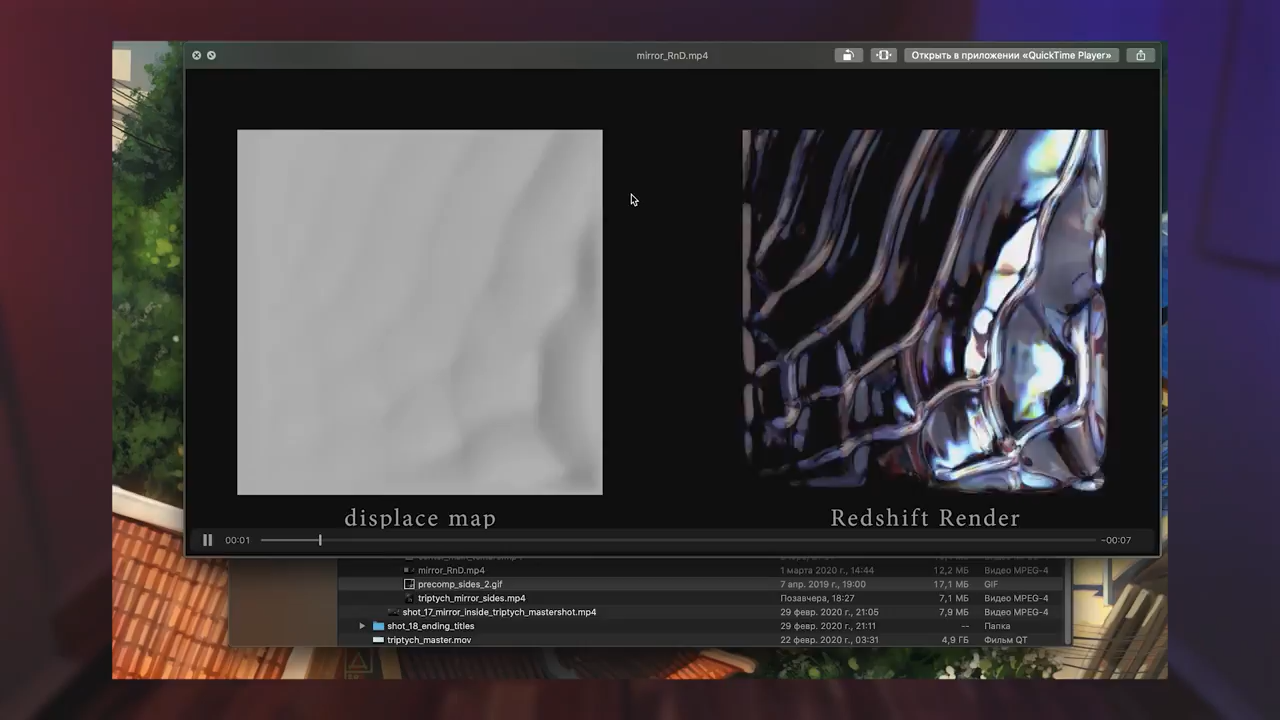 mirror_RnD.mp4
Открыть в приложении «QuickTime Player»
displace map
Redshift Render
00:01
-00:07
mirror_RnD.mp4 1 марта 2020 г., 14:44 12,2 МБ Видео MPEG-4
precomp_sides_2.gif 7 апр. 2019 г., 19:00 17,1 МБ GIF
triptych_mirror_sides.mp4 Позавчера, 18:27 7,1 МБ Видео MPEG-4
shot_17_mirror_inside_triptych_mastershot.mp4 29 февр. 2020 г., 21:05 7,9 МБ Видео MPEG-4
shot_18_ending_titles 29 февр. 2020 г., 21:11 -- Папка
triptych_master.mov 22 февр. 2020 г., 03:31 4,9 ГБ Фильм QT